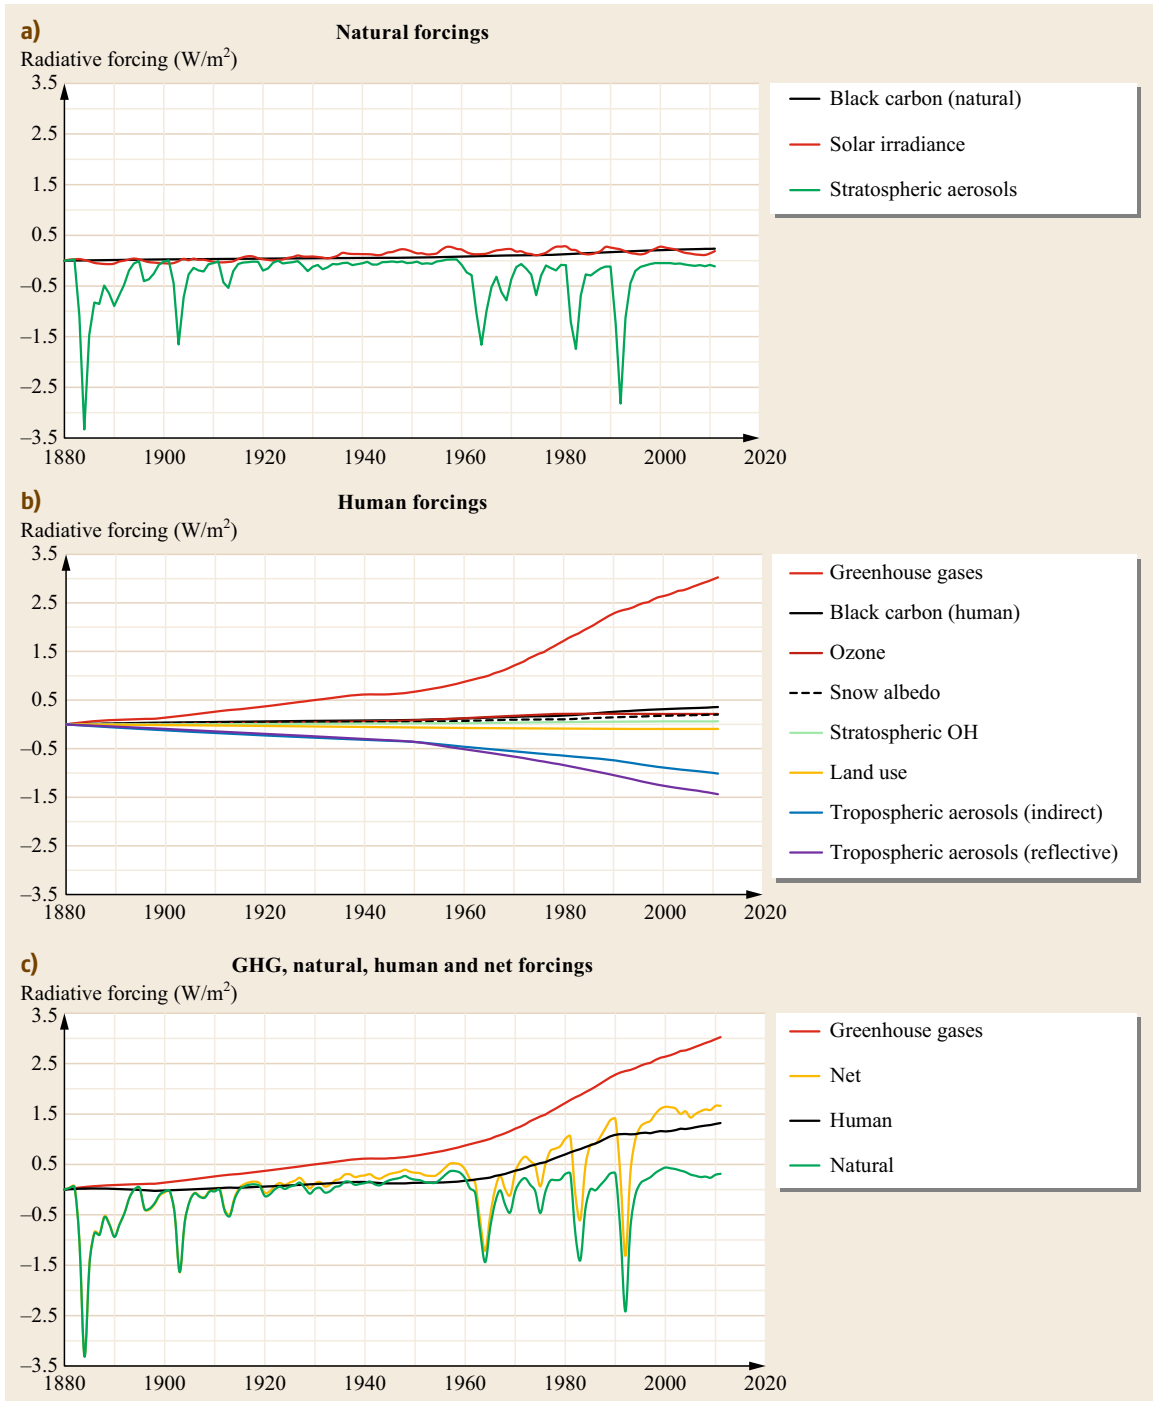 a)
Natural forcings
Radiative forcing (W/m²)
3.5
2.5
1.5
0.5
–0.5
–1.5
–2.5
–3.5
1880 1900 1920 1940 1960 1980 2000 2020
Black carbon (natural)
Solar irradiance
Stratospheric aerosols
b)
Human forcings
Radiative forcing (W/m²)
3.5
2.5
1.5
0.5
–0.5
–1.5
–2.5
–3.5
1880 1900 1920 1940 1960 1980 2000 2020
Greenhouse gases
Black carbon (human)
Ozone
Snow albedo
Stratospheric OH
Land use
Tropospheric aerosols (indirect)
Tropospheric aerosols (reflective)
c)
GHG, natural, human and net forcings
Radiative forcing (W/m²)
3.5
2.5
1.5
0.5
–0.5
–1.5
–2.5
–3.5
1880 1900 1920 1940 1960 1980 2000 2020
Greenhouse gases
Net
Human
Natural